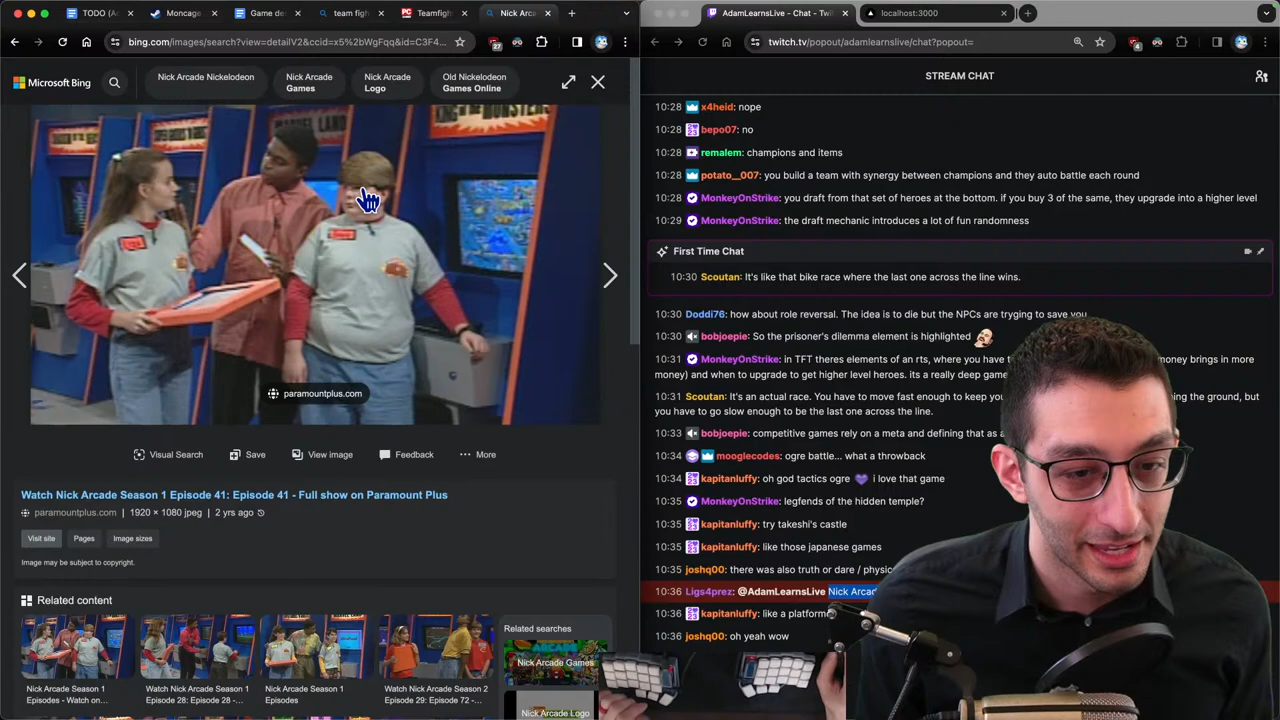 TODO (A
Moncage
Game de
team figh
Teamfigh
Nick Arc
AdamLearnsLive - Chat - Twi
localhost:3000
bing.com/images/search?view=detailV2&ccid=x5%2bWgFqq&id=C3F4...
27
twitch.tv/popout/adamlearnslive/chat?popout=
4
Microsoft Bing
Nick Arcade Nickelodeon
Nick Arcade
Games
Nick Arcade
Logo
Old Nickelodeon
Games Online
LAND
KING OF THE MONSTERS
paramountplus.com
Visual Search
Save
View image
Feedback
More
Watch Nick Arcade Season 1 Episode 41: Episode 41 - Full show on Paramount Plus
paramountplus.com | 1920 × 1080 jpeg | 2 yrs ago
Visit site
Pages
Image sizes
Image may be subject to copyright.
Related content
Nick Arcade Season 1
Episodes - Watch on...
Watch Nick Arcade Season 1
Episode 28: Episode 28 -...
Nick Arcade Season 1
Episodes
Watch Nick Arcade Season 2
Episode 29: Episode 72 -...
Related searches
Nick Arcade Games
Nick Arcade Logo
STREAM CHAT
10:28 x4heid: nope
10:28 bepo07: no
10:28 remalem: champions and items
10:28 potato__007: you build a team with synergy between champions and they auto battle each round
10:28 MonkeyOnStrike: you draft from that set of heroes at the bottom. if you buy 3 of the same, they upgrade into a higher level
10:29 MonkeyOnStrike: the draft mechanic introduces a lot of fun randomness
First Time Chat
10:30 Scoutan: It's like that bike race where the last one across the line wins.
10:30 Doddi76: how about role reversal. The idea is to die but the NPCs are tryging to save you
10:30 bobjoepie: So the prisoner's dilemma element is highlighted
10:31 MonkeyOnStrike: in TFT theres elements of an rts, where you have t money brings in more
money) and when to upgrade to get higher level heroes. its a really deep game
10:31 Scoutan: It's an actual race. You have to move fast enough to keep you ching the ground, but
you have to go slow enough to be the last one across the line.
10:33 bobjoepie: competitive games rely on a meta and defining that as a
10:34 mooglecodes: ogre battle... what a throwback
10:34 kapitanluffy: oh god tactics ogre i love that game
10:35 MonkeyOnStrike: legfends of the hidden temple?
10:35 kapitanluffy: try takeshi's castle
10:35 kapitanluffy: like those japanese games
10:35 joshq00: there was also truth or dare / physic
10:36 Ligs4prez: @AdamLearnsLive Nick Arcad
10:36 kapitanluffy: like a platform
10:36 joshq00: oh yeah wow